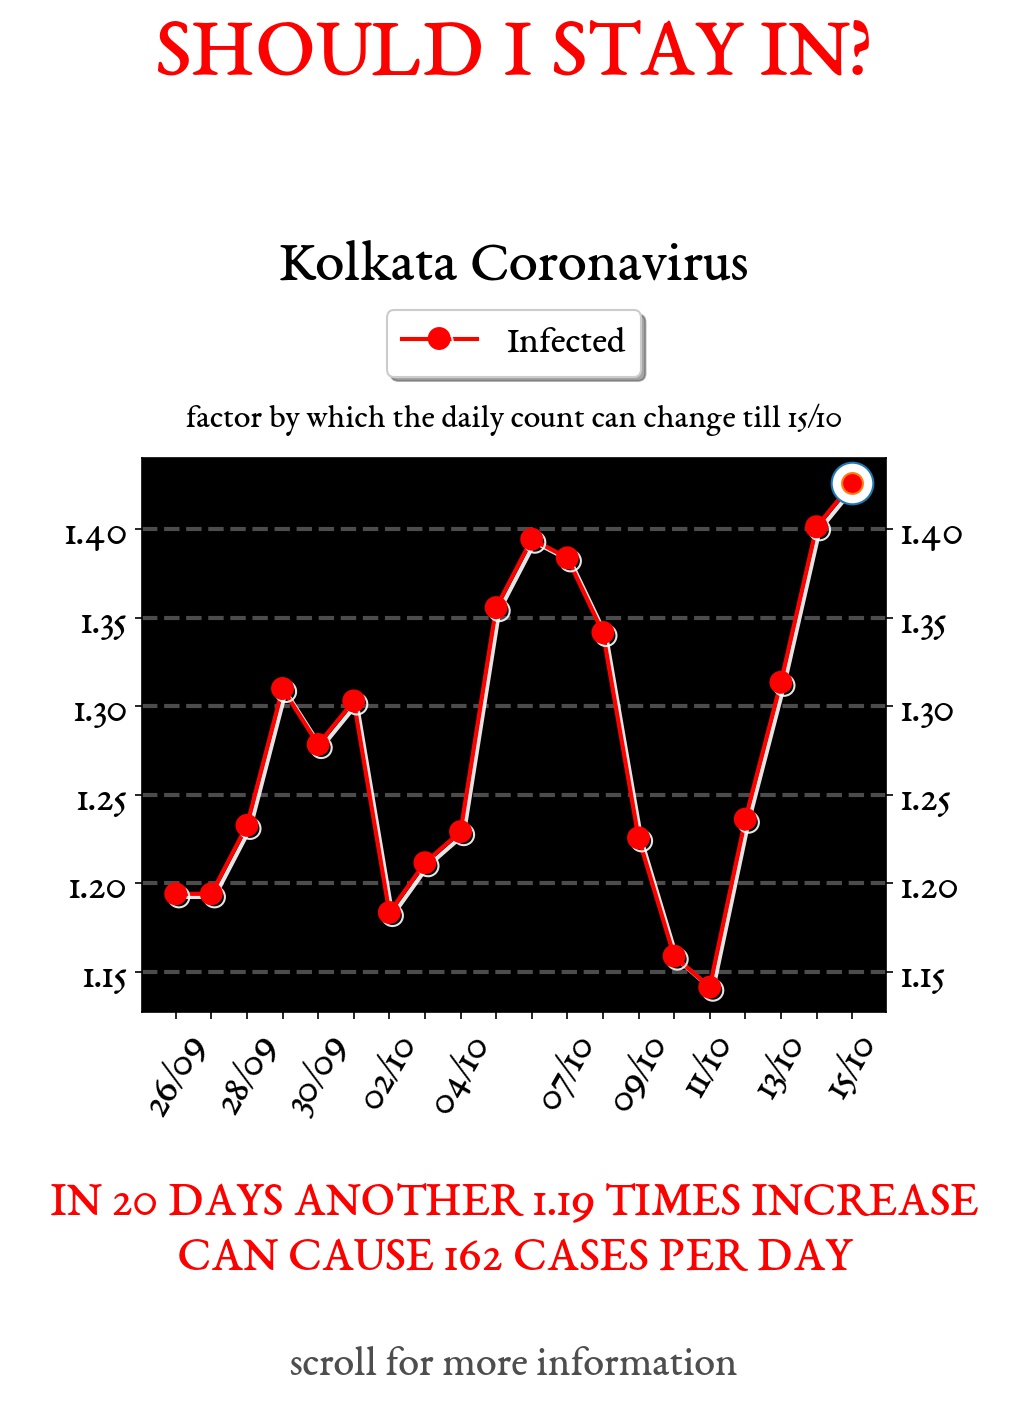 SHOULD I STAY IN?
Kolkata Coronavirus
Infected
factor by which the daily count can change till 15/10
1.40 1.40
1.35 1.35
1.30 1.30
1.25 1.25
1.20 1.20
1.15 1.15
26/09 28/09 30/09 02/10 04/10 07/10 09/10 11/10 13/10 15/10
IN 20 DAYS ANOTHER 1.19 TIMES INCREASE
CAN CAUSE 162 CASES PER DAY
scroll for more information